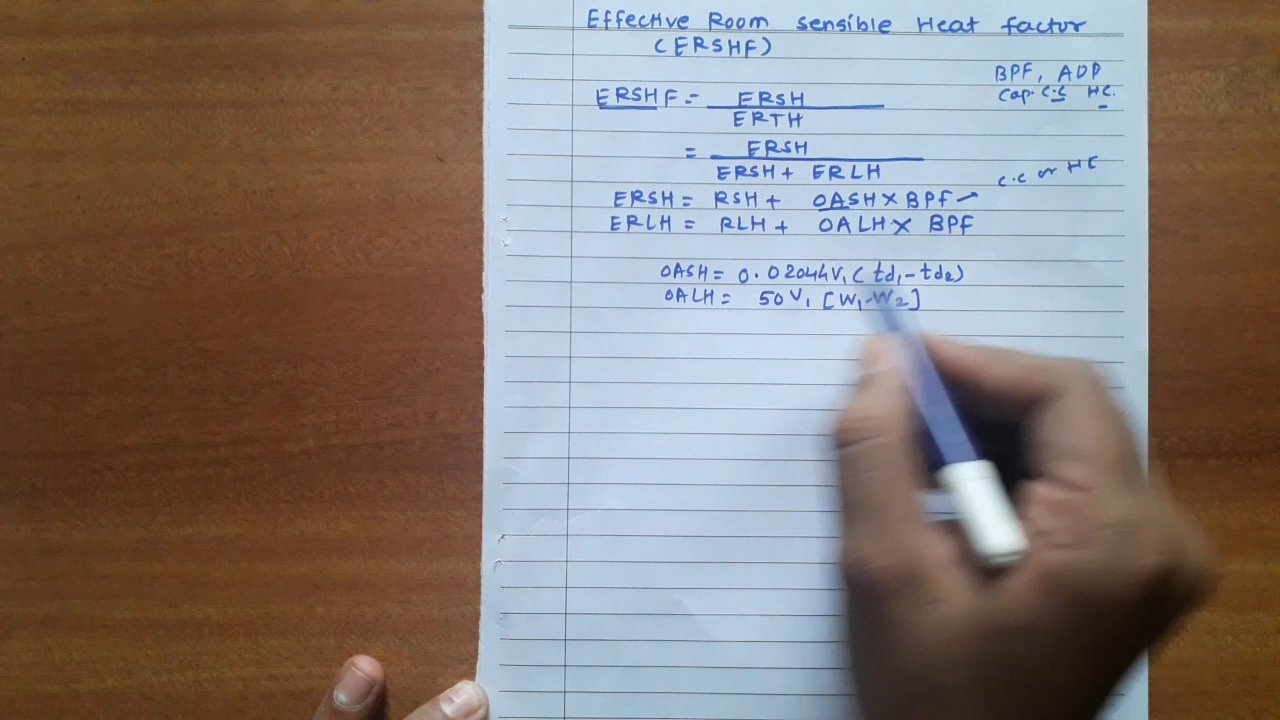 Effective Room sensible Heat factor
(ERSHF)
BPF, ADP
Cap. C.C HC.
ERSHF = ERSH
ERTH
= ERSH
ERSH + ERLH
C.C or HC
ERSH = RSH + OASH X BPF
ERLH = RLH + OALH X BPF
OASH = 0.02044V₁ (td₁-td₂)
OALH = 50V₁ [W₁-W₂]